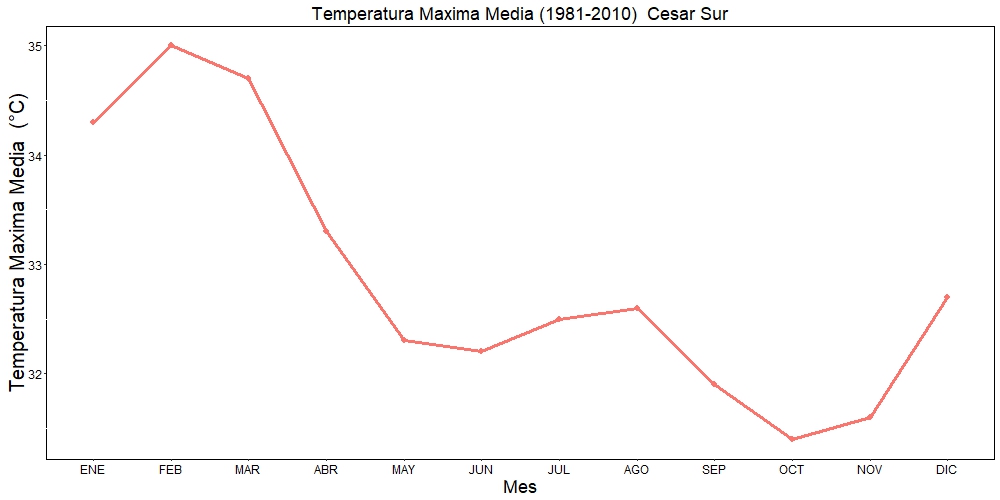 Temperatura Maxima Media (1981-2010)  Cesar Sur
Temperatura Maxima Media  (°C)
35
34
33
32
ENE FEB MAR ABR MAY JUN JUL AGO SEP OCT NOV DIC
Mes